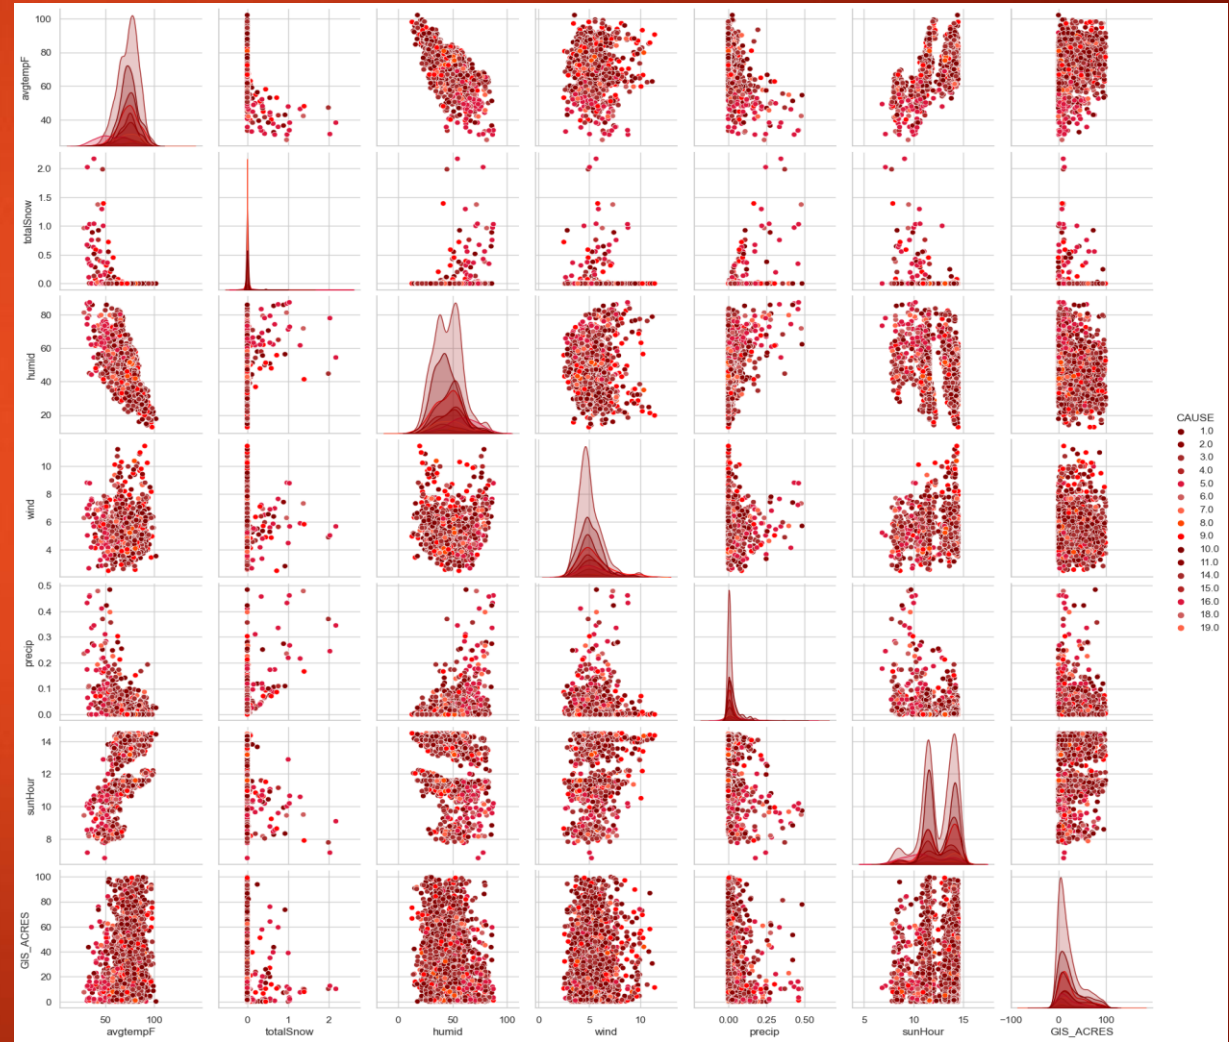 100
80
60
40
avgtempF
2.0
1.5
1.0
0.5
0.0
totalSnow
80
60
40
20
humid
10
8
6
4
wind
0.5
0.4
0.3
0.2
0.1
0.0
precip
14
12
10
8
sunHour
100
80
60
40
20
0
GIS_ACRES
50 100
avgtempF
0 1 2
totalSnow
0 50 100
humid
0 5 10
wind
0.00 0.25 0.50
precip
5 10 15
sunHour
−100 0 100
GIS_ACRES
CAUSE
1.0
2.0
3.0
4.0
5.0
6.0
7.0
8.0
9.0
10.0
11.0
14.0
15.0
16.0
18.0
19.0